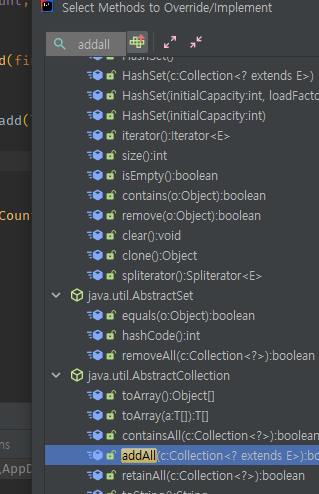 Select Methods to Override/Implement
addall
HashSet()
HashSet(c:Collection<? extends E>)
HashSet(initialCapacity:int, loadFacto
HashSet(initialCapacity:int)
iterator():Iterator<E>
size():int
isEmpty():boolean
contains(o:Object):boolean
remove(o:Object):boolean
clear():void
clone():Object
spliterator():Spliterator<E>
java.util.AbstractSet
equals(o:Object):boolean
hashCode():int
removeAll(c:Collection<?>):boolean
java.util.AbstractCollection
toArray():Object[]
toArray(a:T[]):T[]
containsAll(c:Collection<?>):boolean
addAll(c:Collection<? extends E>):bo
retainAll(c:Collection<?>):boolean
toString():String
d(fir
add(
Coun
ns
,AppD